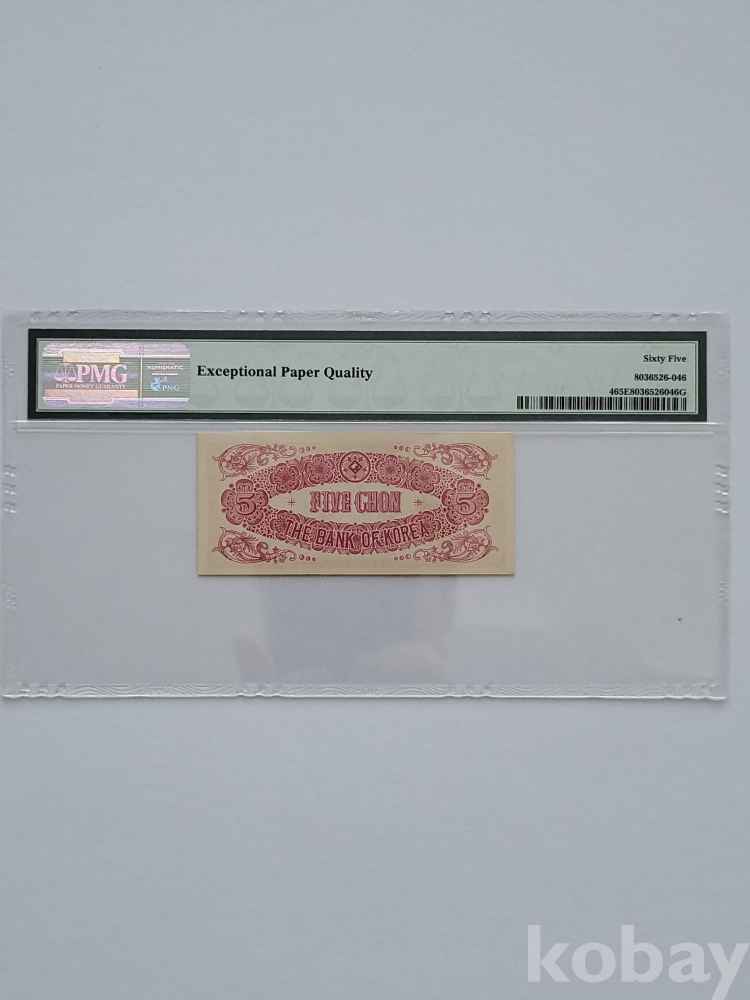 PMG
PAPER MONEY GUARANTY
NUMISMATIC
PNG
Exceptional Paper Quality
Sixty Five
8036526-046
465E8036526046G
5
FIVE CHON
5
THE BANK OF KOREA
kobay